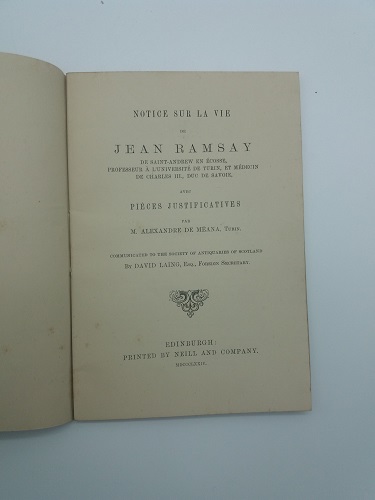 NOTICE SUR LA VIE
DE
JEAN RAMSAY
DE SAINT-ANDREW EN ÉCOSSE,
PROFESSEUR À L'UNIVERSITÉ DE TURIN, ET MÉDECIN
DE CHARLES III., DUC DE SAVOIE,
AVEC
PIÈCES JUSTIFICATIVES
PAR
M. ALEXANDRE DE MEANA, TURIN.
COMMUNICATED TO THE SOCIETY OF ANTIQUARIES OF SCOTLAND
BY DAVID LAING, ESQ., FOREIGN SECRETARY.
EDINBURGH:
PRINTED BY NEILL AND COMPANY.